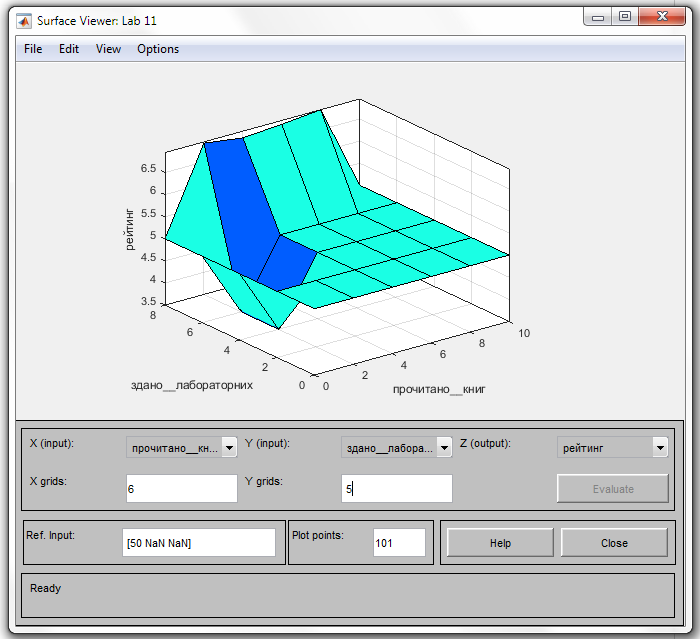 Surface Viewer: Lab 11
File Edit View Options
6.5
6
5.5
5
4.5
4
3.5
рейтинг
8
6
4
2
0
здано__лабораторних
0
2
4
6
8
10
прочитано__книг
X (input): прочитано__кн... Y (input): здано__лабора... Z (output): рейтинг
X grids: 6 Y grids: 5 Evaluate
Ref. Input: [50 NaN NaN] Plot points: 101 Help Close
Ready